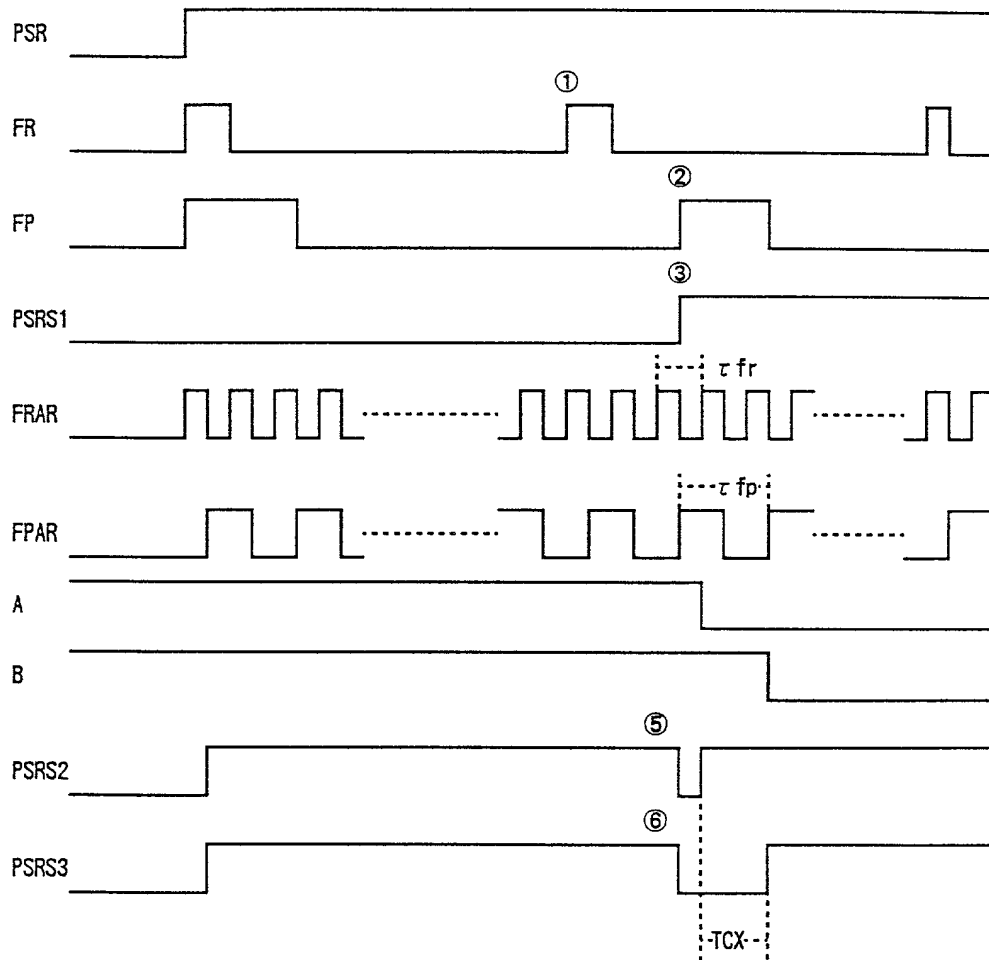 PSR
①
FR
②
FP
③
PSRS1
τ fr
FRAR
τ fp
FPAR
A
B
⑤
PSRS2
⑥
PSRS3
TCX